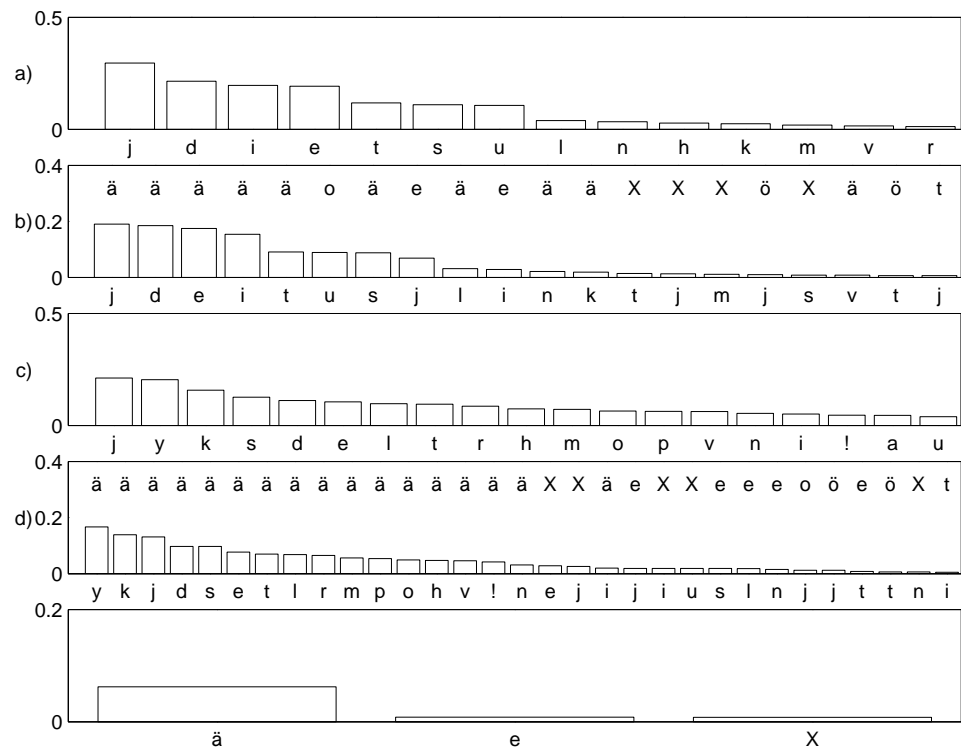 0.5
a)
0
j d i e t s u l n h k m v r
0.4
ä ä ä ä ä o ä e ä e ä ä X X X ö X ä ö t
b) 0.2
0
j d e i t u s j l i n k t j m j s v t j
0.5
c)
0
j y k s d e l t r h m o p v n i ! a u
0.4
ä ä ä ä ä ä ä ä ä ä ä ä ä ä ä ä X X ä e X X e e e o ö e ö X t
d) 0.2
0
y k j d s e t l r m p o h v ! n e j i j i u s l n j j t t n i
0.2
0
ä e X